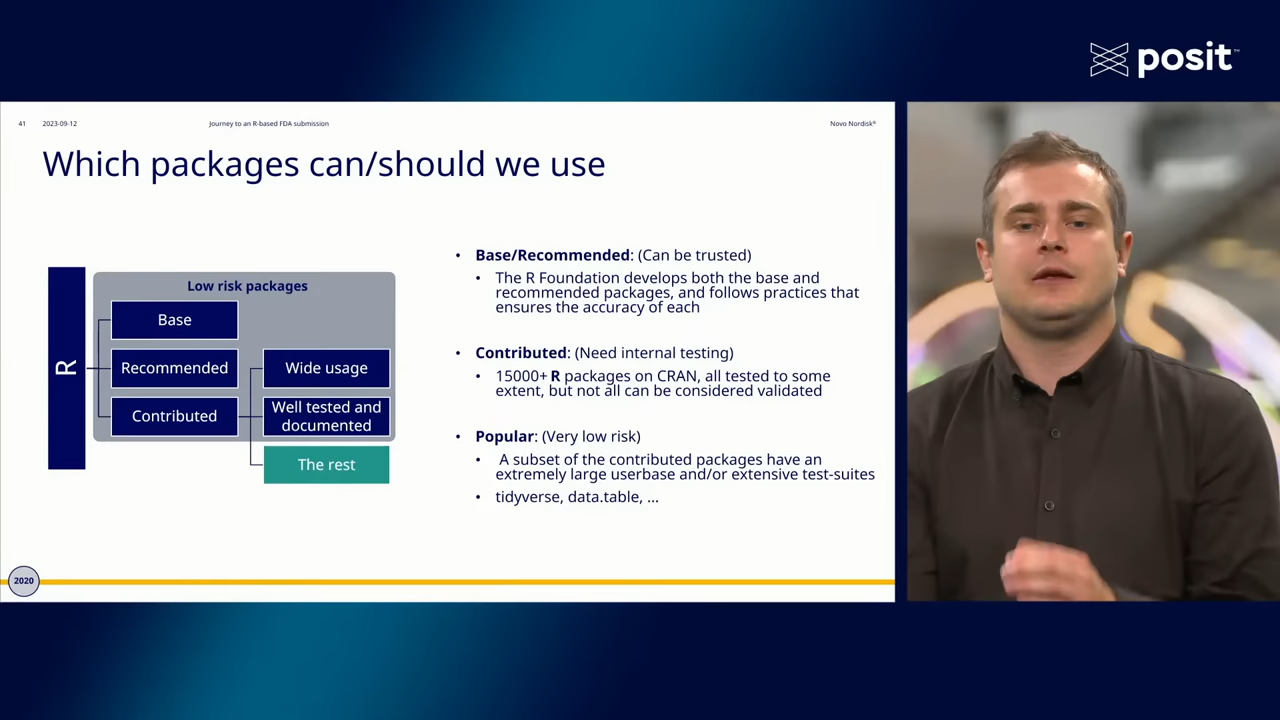 posit™
41 2023-09-12 Journey to an R-based FDA submission Novo Nordisk®
Which packages can/should we use
R
Low risk packages
Base
Recommended
Contributed
Wide usage
Well tested and
documented
The rest
• Base/Recommended: (Can be trusted)
• The R Foundation develops both the base and
recommended packages, and follows practices that
ensures the accuracy of each
• Contributed: (Need internal testing)
• 15000+ R packages on CRAN, all tested to some
extent, but not all can be considered validated
• Popular: (Very low risk)
• A subset of the contributed packages have an
extremely large userbase and/or extensive test-suites
• tidyverse, data.table, ...
2020